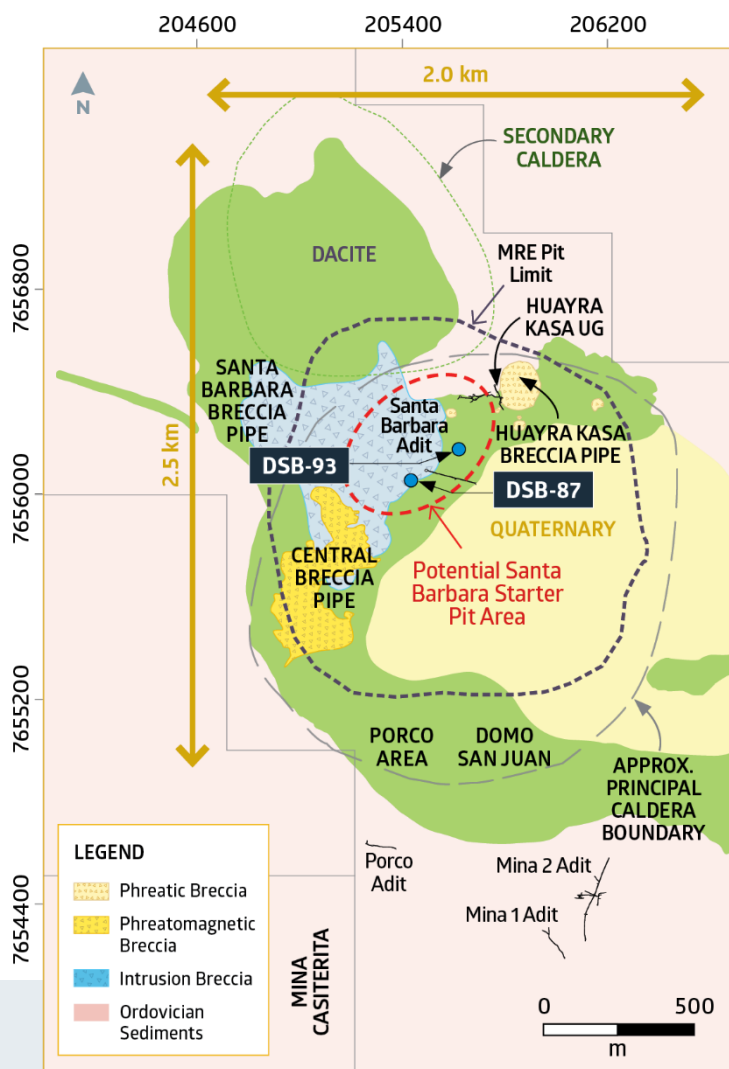 204600
205400
206200
2.0 km
N
SECONDARY
CALDERA
DACITE
MRE Pit
Limit
7656800
HUAYRA
KASA UG
SANTA
BARBARA
BRECCIA
PIPE
Santa
Barbara
Adit
HUAYRA KASA
BRECCIA PIPE
2.5 km
DSB-93
DSB-87
7656000
QUATERNARY
CENTRAL
BRECCIA
PIPE
Potential Santa
Barbara Starter
Pit Area
7655200
PORCO
AREA
DOMO
SAN JUAN
APPROX.
PRINCIPAL
CALDERA
BOUNDARY
LEGEND
Phreatic Breccia
Phreatomagnetic
Breccia
Intrusion Breccia
Ordovician
Sediments
Porco
Adit
Mina 2 Adit
Mina 1 Adit
7654400
MINA
CASITERITA
0
500
m